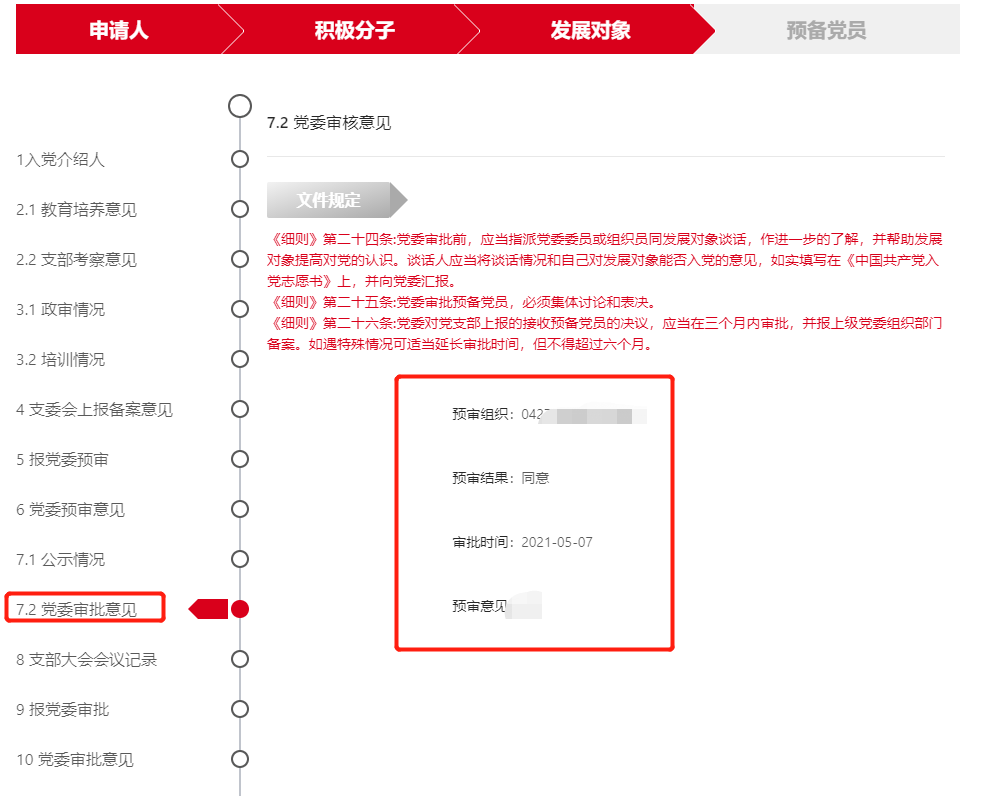 申请人
积极分子
发展对象
预备党员
1入党介绍人
2.1 教育培养意见
2.2 支部考察意见
3.1 政审情况
3.2 培训情况
4 支委会上报备案意见
5 报党委预审
6 党委预审意见
7.1 公示情况
7.2 党委审批意见
8 支部大会会议记录
9 报党委审批
10 党委审批意见
7.2 党委审核意见
文件规定
《细则》第二十四条:党委审批前，应当指派党委委员或组织员同发展对象谈话，作进一步的了解，并帮助发展
对象提高对党的认识。谈话人应当将谈话情况和自己对发展对象能否入党的意见，如实填写在《中国共产党入
党志愿书》上，并向党委汇报。
《细则》第二十五条:党委审批预备党员，必须集体讨论和表决。
《细则》第二十六条:党委对党支部上报的接收预备党员的决议，应当在三个月内审批，并报上级党委组织部门
备案。如遇特殊情况可适当延长审批时间，但不得超过六个月。
预审组织：042
预审结果：同意
审批时间：2021-05-07
预审意见